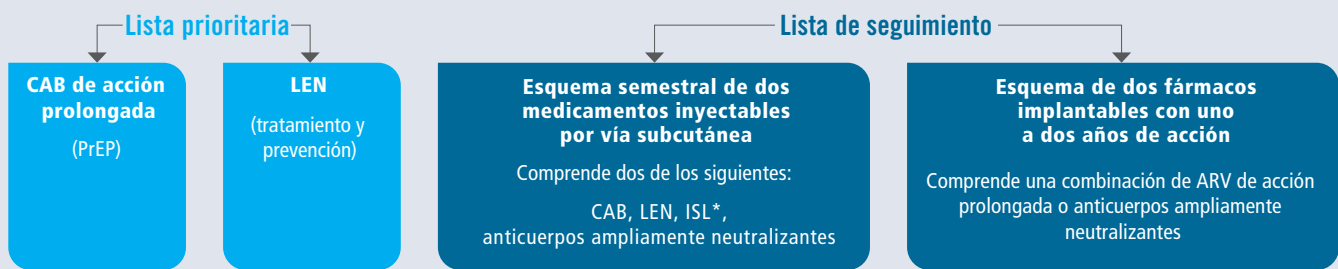 Lista prioritaria
Lista de seguimiento
CAB de acción
prolongada
(PrEP)
LEN
(tratamiento y
prevención)
Esquema semestral de dos
medicamentos inyectables
por vía subcutánea
Comprende dos de los siguientes:
CAB, LEN, ISL*,
anticuerpos ampliamente neutralizantes
Esquema de dos fármacos
implantables con uno
a dos años de acción
Comprende una combinación de ARV de acción
prolongada o anticuerpos ampliamente
neutralizantes